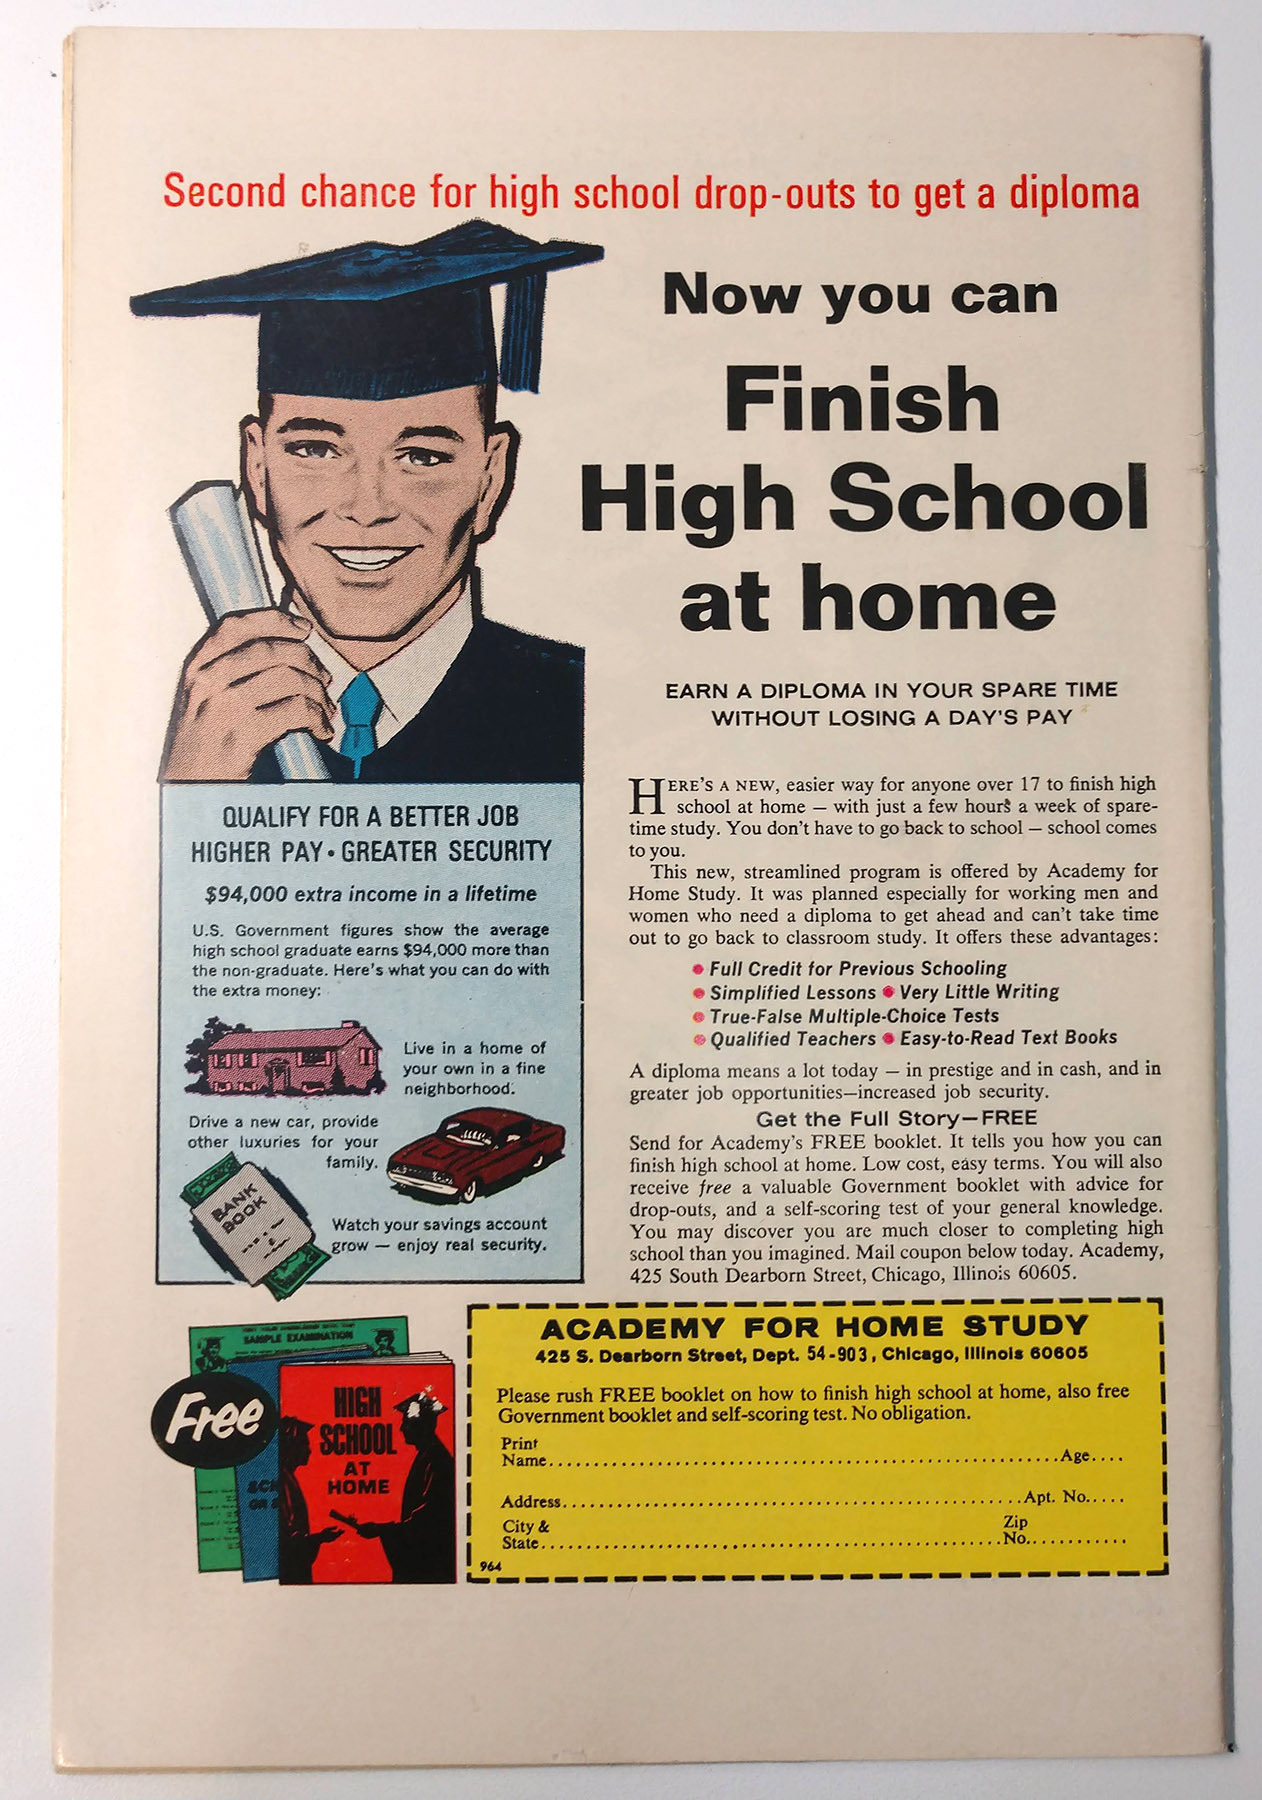 Second chance for high school drop-outs to get a diploma
Now you can
Finish
High School
at home
EARN A DIPLOMA IN YOUR SPARE TIME
WITHOUT LOSING A DAY'S PAY
QUALIFY FOR A BETTER JOB
HIGHER PAY • GREATER SECURITY
$94,000 extra income in a lifetime
U.S. Government figures show the average
high school graduate earns $94,000 more than
the non-graduate. Here's what you can do with
the extra money:
Live in a home of
your own in a fine
neighborhood.
Drive a new car, provide
other luxuries for your
family.
BANK
BOOK
Watch your savings account
grow — enjoy real security.
HERE'S A NEW, easier way for anyone over 17 to finish high
school at home — with just a few hours a week of spare-
time study. You don't have to go back to school — school comes
to you.
This new, streamlined program is offered by Academy for
Home Study. It was planned especially for working men and
women who need a diploma to get ahead and can't take time
out to go back to classroom study. It offers these advantages:
• Full Credit for Previous Schooling
• Simplified Lessons • Very Little Writing
• True-False Multiple-Choice Tests
• Qualified Teachers • Easy-to-Read Text Books
A diploma means a lot today — in prestige and in cash, and in
greater job opportunities—increased job security.
Get the Full Story—FREE
Send for Academy's FREE booklet. It tells you how you can
finish high school at home. Low cost, easy terms. You will also
receive free a valuable Government booklet with advice for
drop-outs, and a self-scoring test of your general knowledge.
You may discover you are much closer to completing high
school than you imagined. Mail coupon below today. Academy,
425 South Dearborn Street, Chicago, Illinois 60605.
SAMPLE EXAMINATION
Free
HIGH
SCHOOL
AT
HOME
ACADEMY FOR HOME STUDY
425 S. Dearborn Street, Dept. 54-903, Chicago, Illinois 60605
Please rush FREE booklet on how to finish high school at home, also free
Government booklet and self-scoring test. No obligation.
Print
Name Age
Address Apt. No.
City & Zip
State No.
964